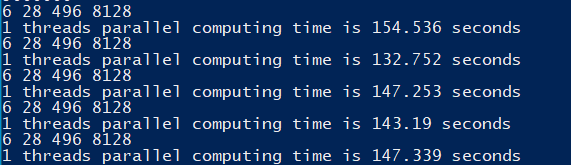 6 28 496 8128
1 threads parallel computing time is 154.536 seconds
6 28 496 8128
1 threads parallel computing time is 132.752 seconds
6 28 496 8128
1 threads parallel computing time is 147.253 seconds
6 28 496 8128
1 threads parallel computing time is 143.19 seconds
6 28 496 8128
1 threads parallel computing time is 147.339 seconds